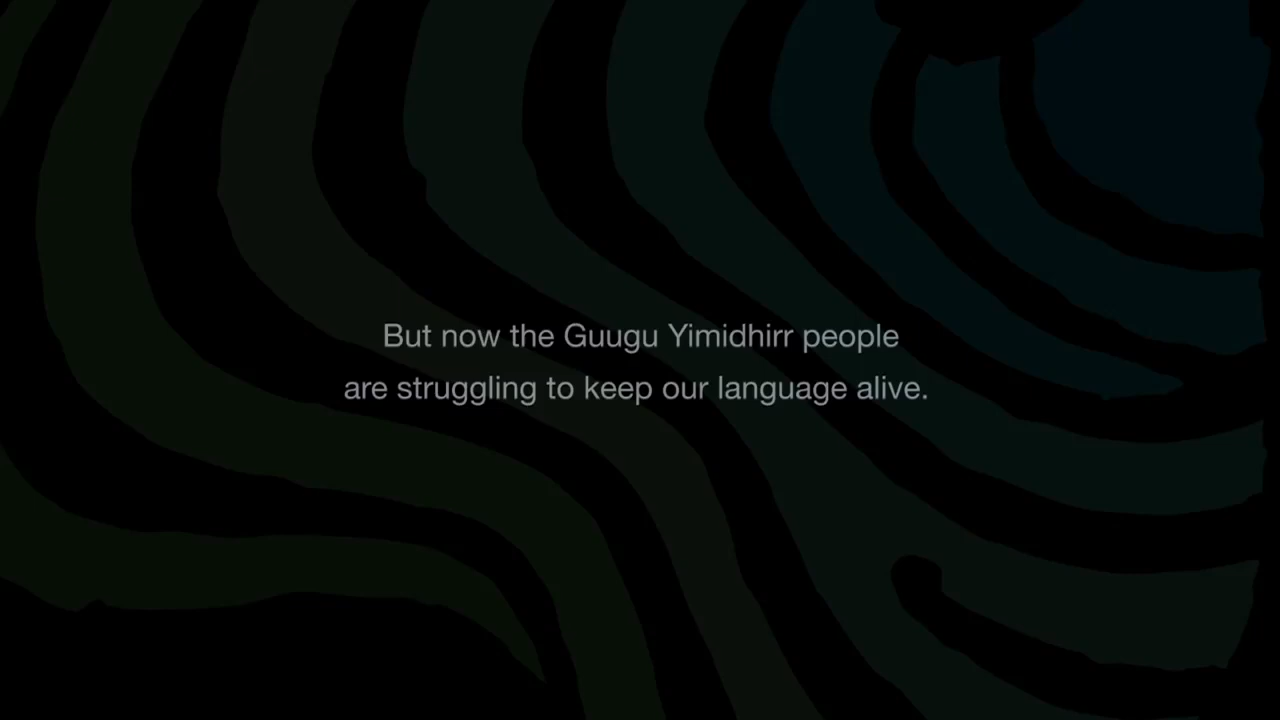 But now the Guugu Yimidhirr people
are struggling to keep our language alive.